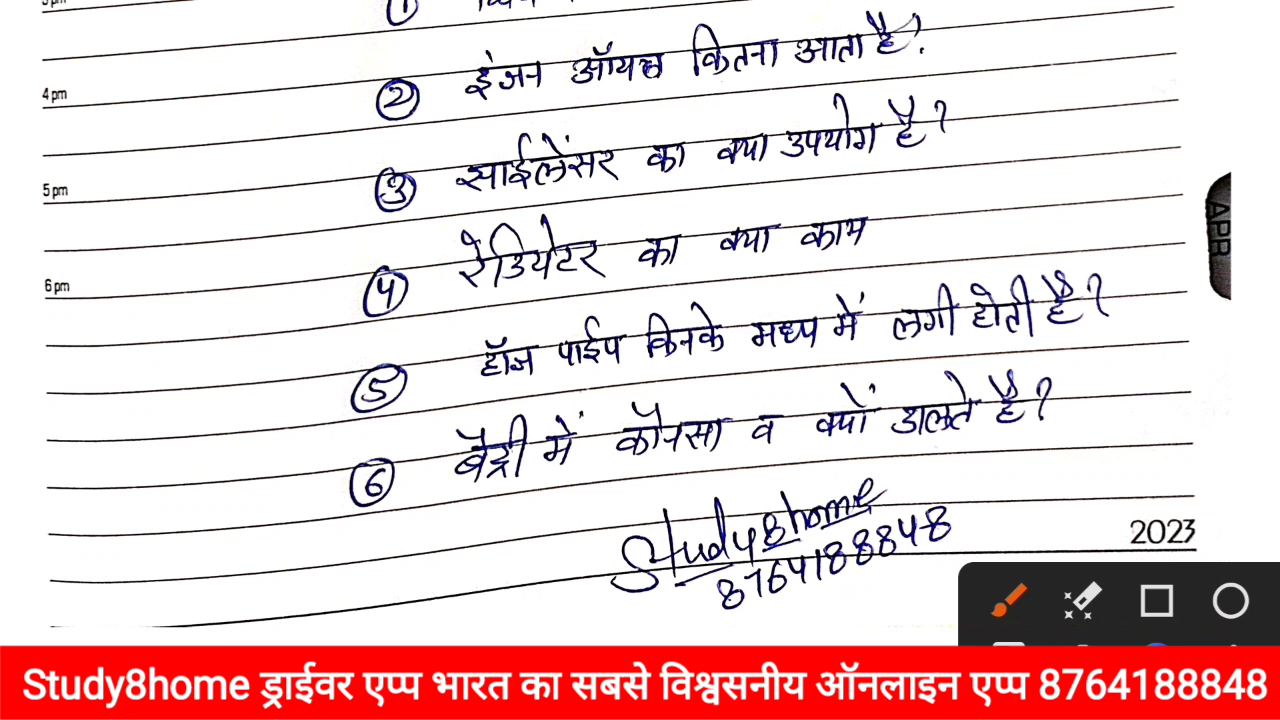 ① 
4 pm
② इंजन ऑयल कितना आता है?
5 pm
③ साईलेंसर का क्या उपयोग है?
④ रेडियेटर का क्या काम
6 pm
⑤ हॉज पाईप किनके मध्य में लगी होती है?
⑥ बैट्री में कौनसा व क्यों डालते है?
Study8home
8764188848
2023
APR
Study8home ड्राईवर एप्प भारत का सबसे विश्वसनीय ऑनलाइन एप्प 8764188848